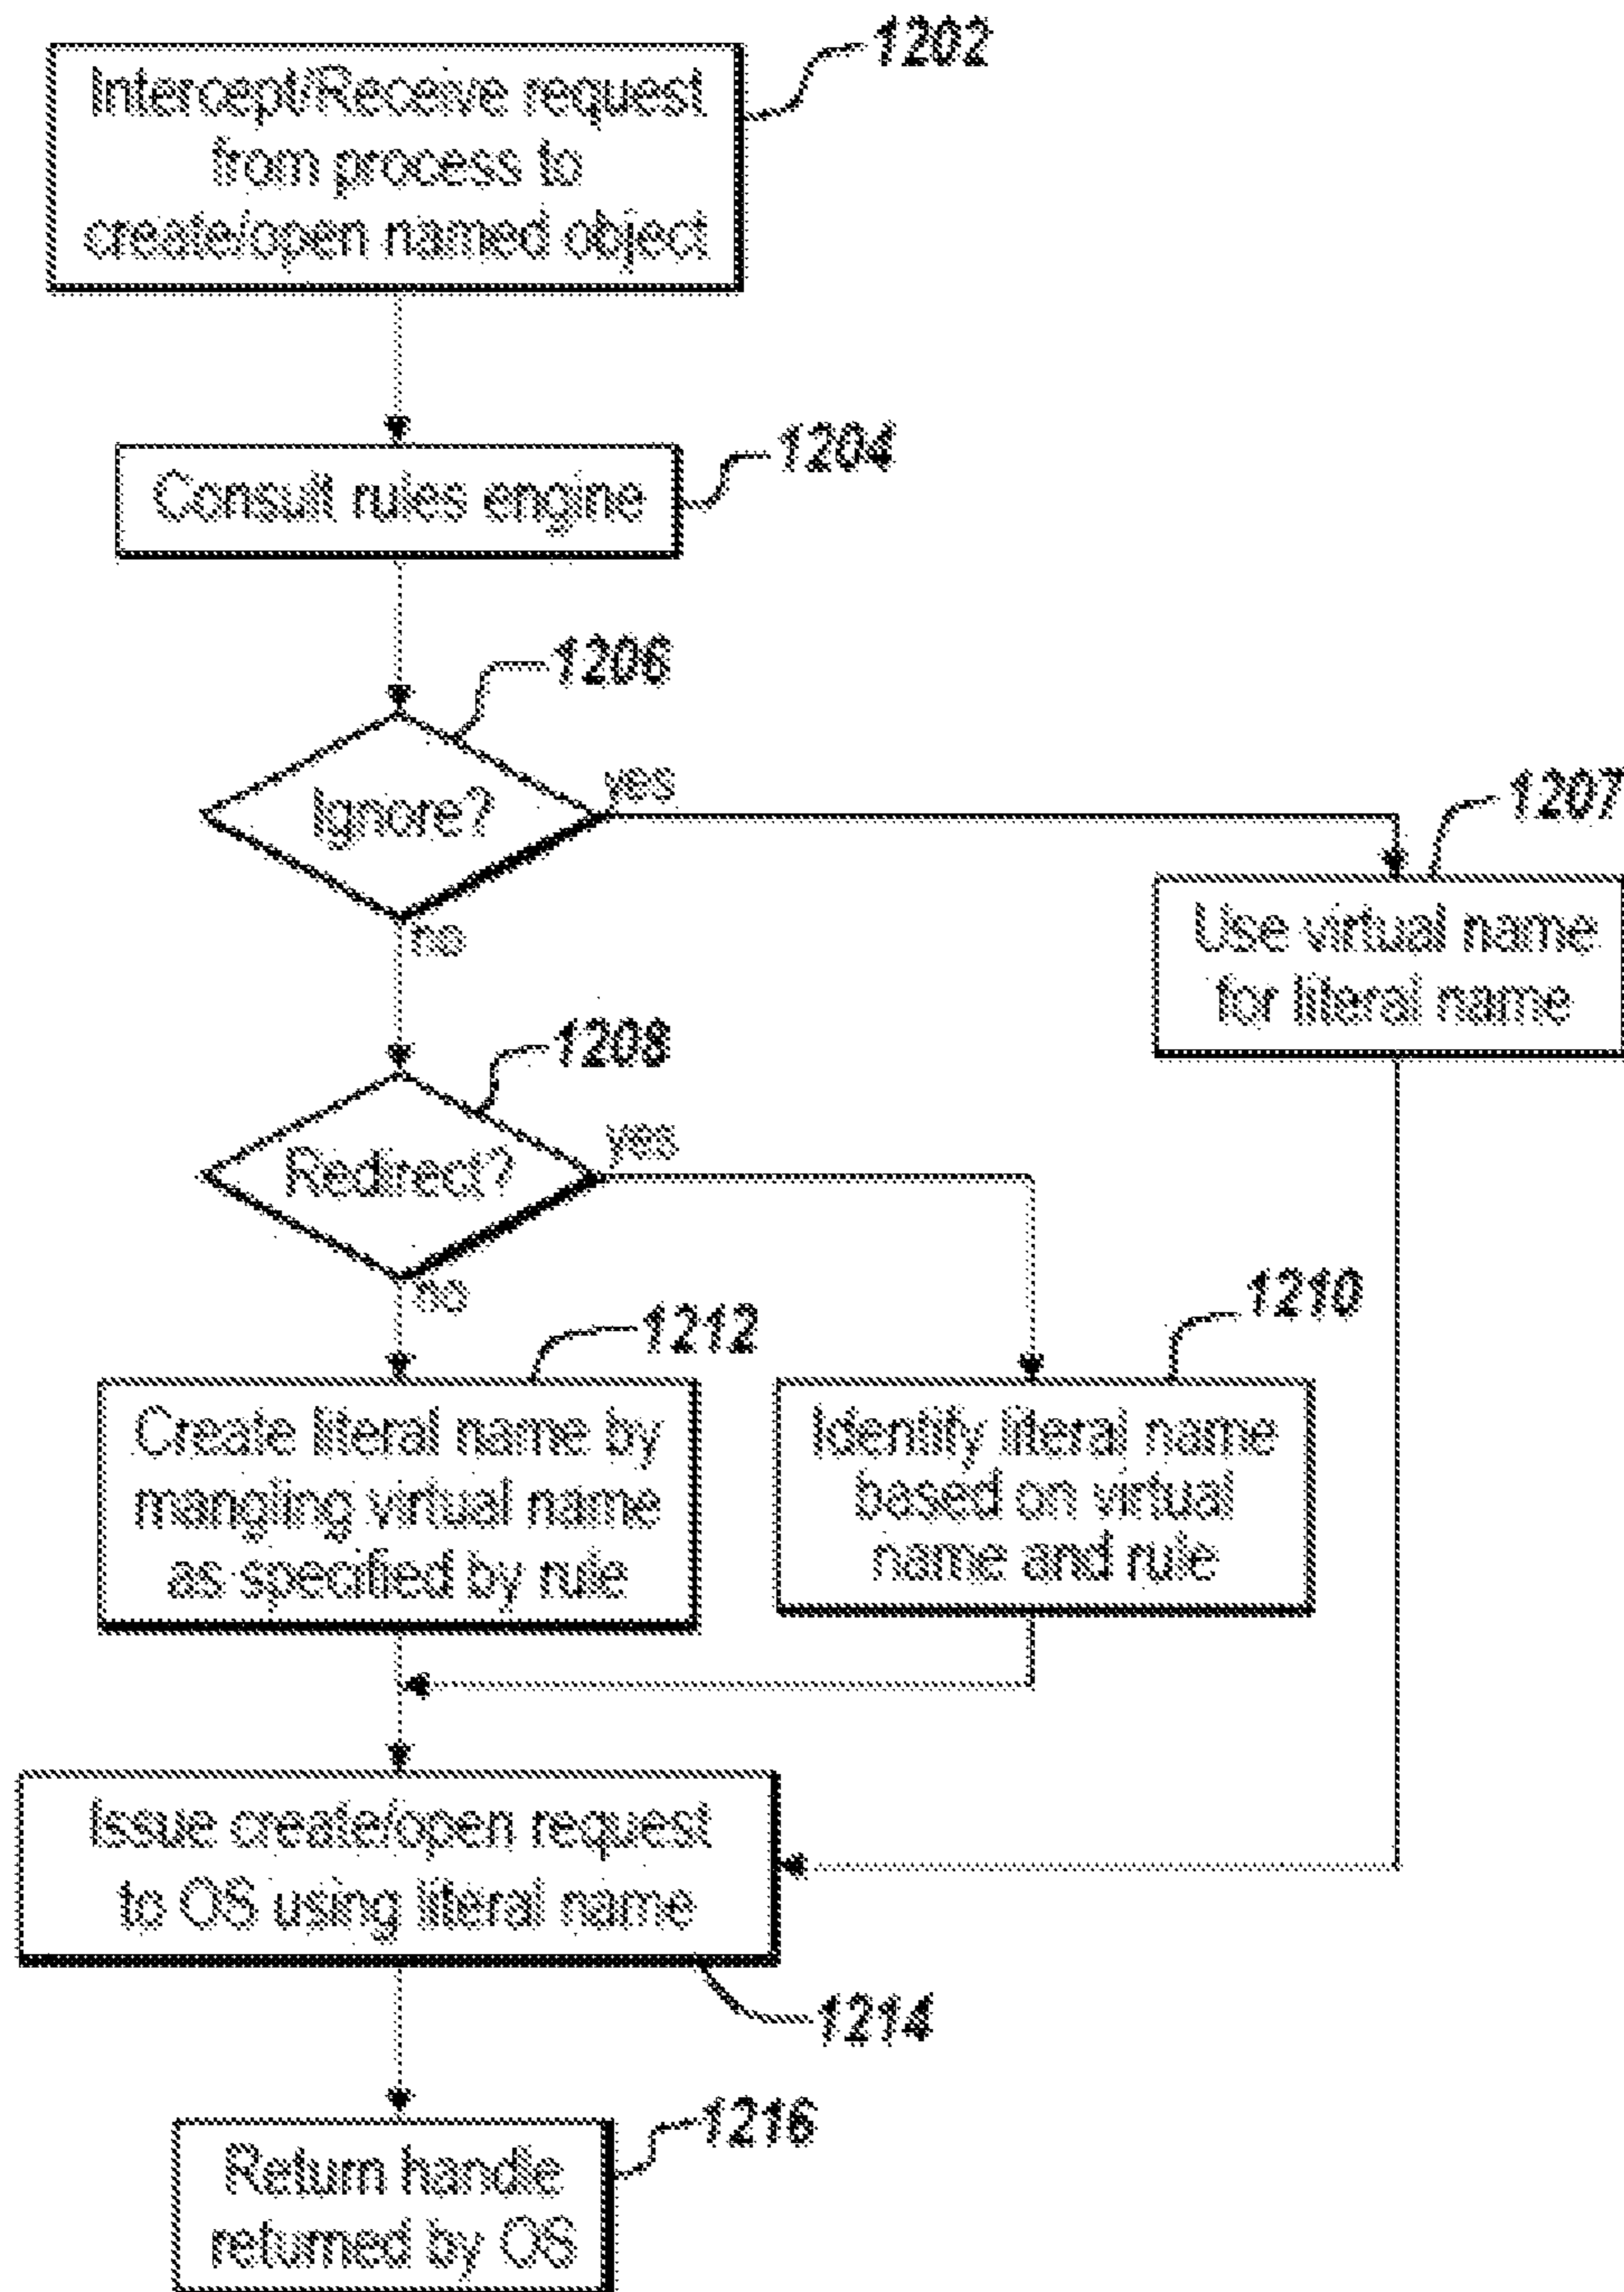 1202
Intercept/Receive request
from process to
create/open named object
1204
Consult rules engine
1206
Ignore?
yes
no
1207
Use virtual name
for literal name
1208
Redirect?
yes
no
1212
Create literal name by
mangling virtual name
as specified by rule
1210
Identify literal name
based on virtual
name and rule
Issue create/open request
to OS using literal name
1214
1216
Return handle
returned by OS